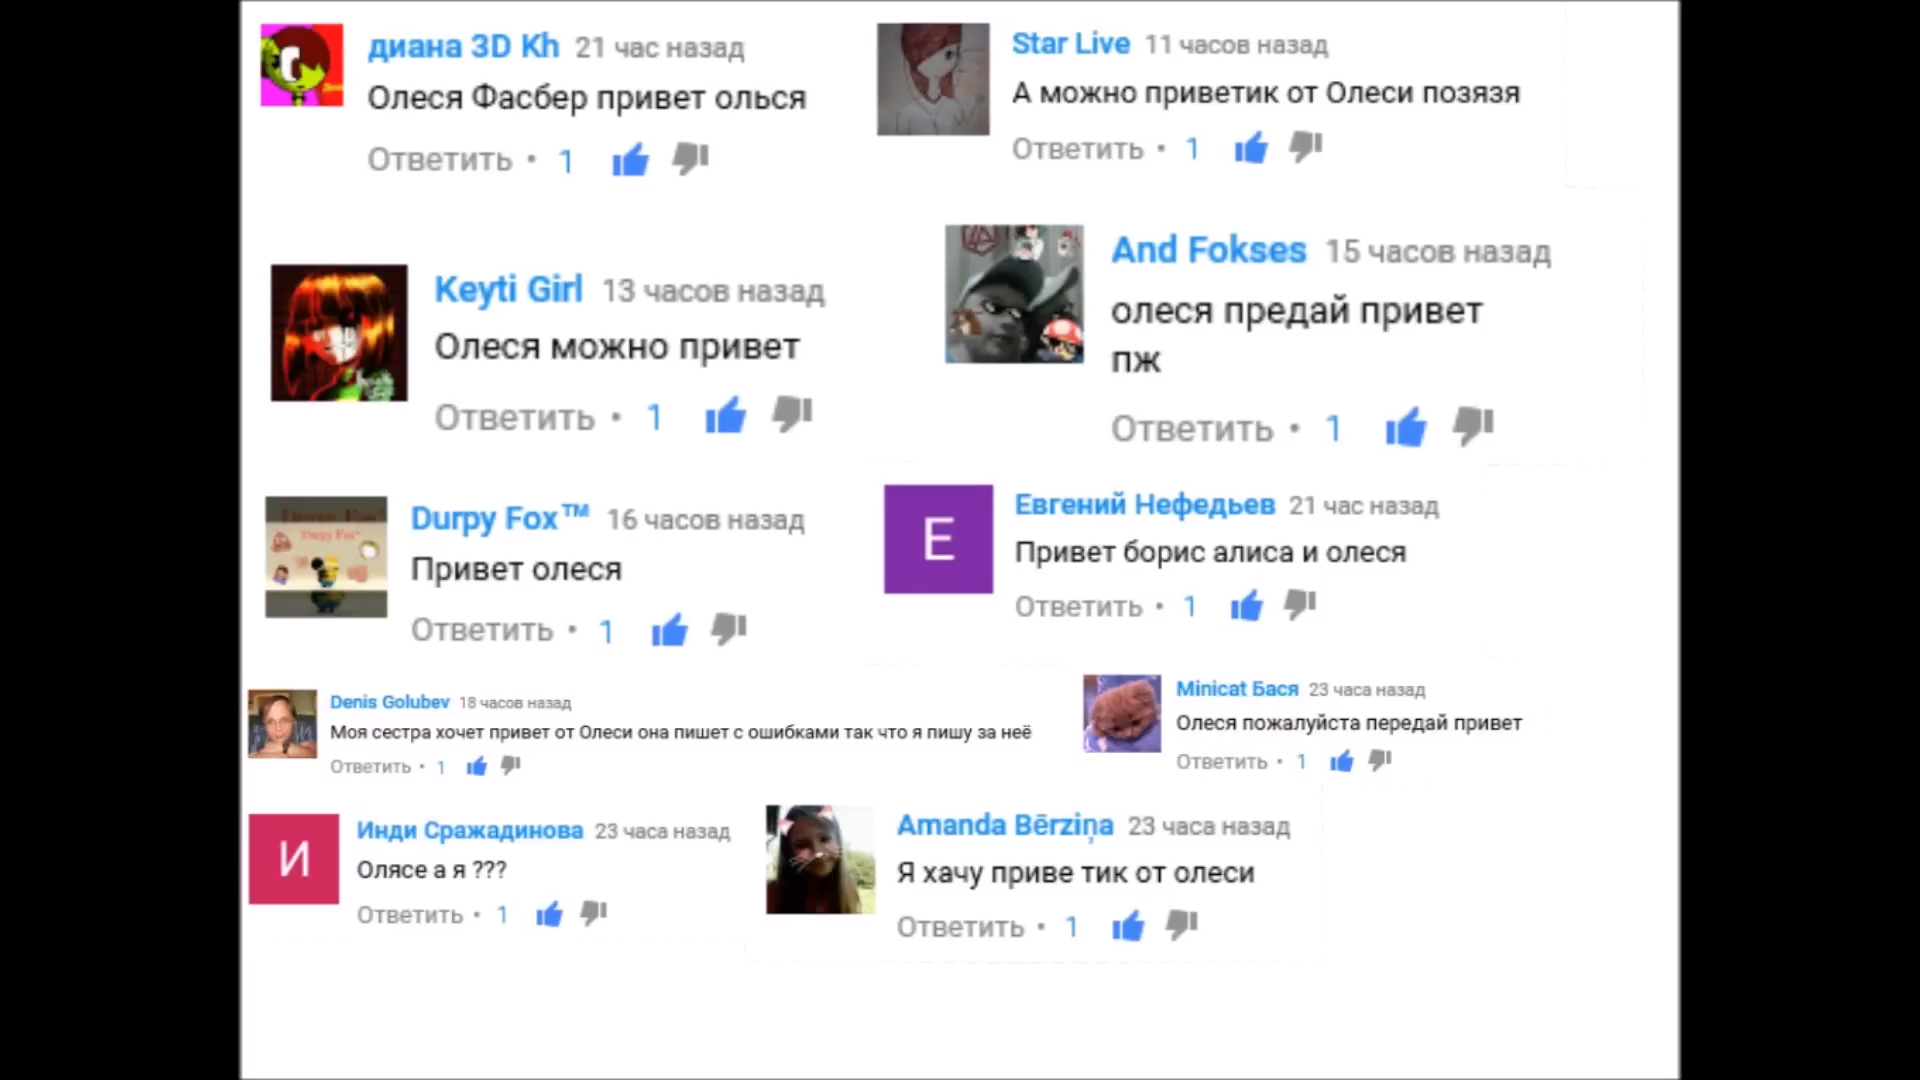 диана 3D Kh 21 час назад
Олеся Фасбер привет олься
Ответить • 1
Star Live 11 часов назад
А можно приветик от Олеси позязя
Ответить • 1
Keyti Girl 13 часов назад
Олеся можно привет
Ответить • 1
And Fokses 15 часов назад
олеся предай привет
пж
Ответить • 1
Durpy Fox™ 16 часов назад
Привет олеся
Ответить • 1
Е
Евгений Нефедьев 21 час назад
Привет борис алиса и олеся
Ответить • 1
Denis Golubev 18 часов назад
Моя сестра хочет привет от Олеси она пишет с ошибками так что я пишу за неё
Ответить • 1
Minicat Бася 23 часа назад
Олеся пожалуйста передай привет
Ответить • 1
И
Инди Сражадинова 23 часа назад
Олясе а я ???
Ответить • 1
Amanda Bērziņa 23 часа назад
Я хачу приве тик от олеси
Ответить • 1